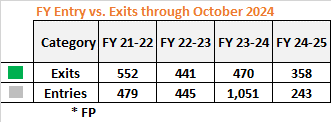 FY Entry vs. Exits through October 2024
Category FY 21-22 FY 22-23 FY 23-24 FY 24-25
Exits 552 441 470 358
Entries 479 445 1,051 243
* FP